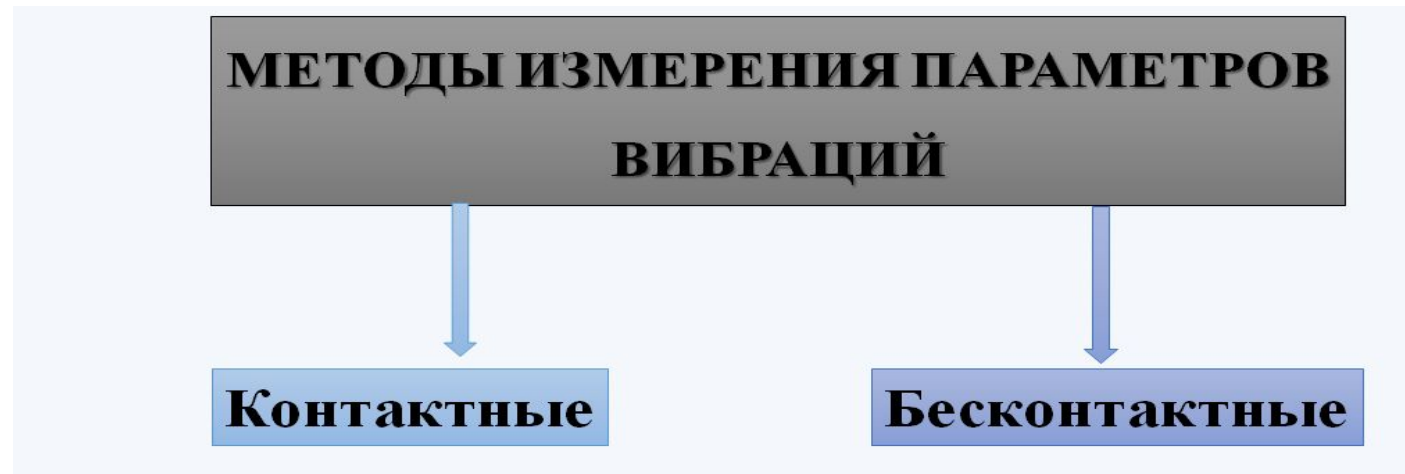 МЕТОДЫ ИЗМЕРЕНИЯ ПАРАМЕТРОВ
ВИБРАЦИЙ
Контактные
Бесконтактные